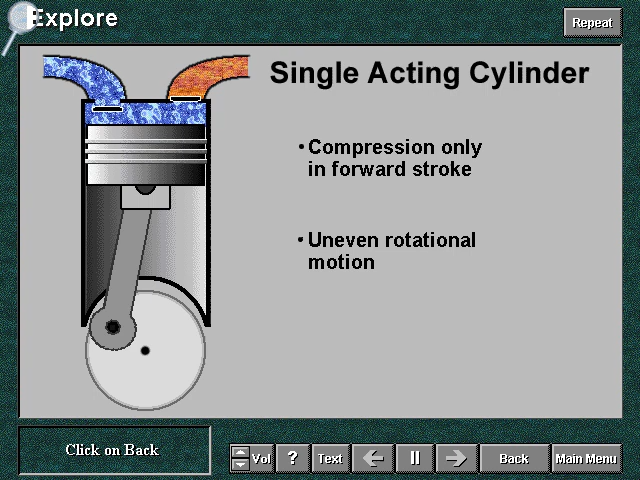 Explore
Repeat
Single Acting Cylinder
• Compression only
in forward stroke
• Uneven rotational
motion
Click on Back
Vol
?
Text
Back
Main Menu